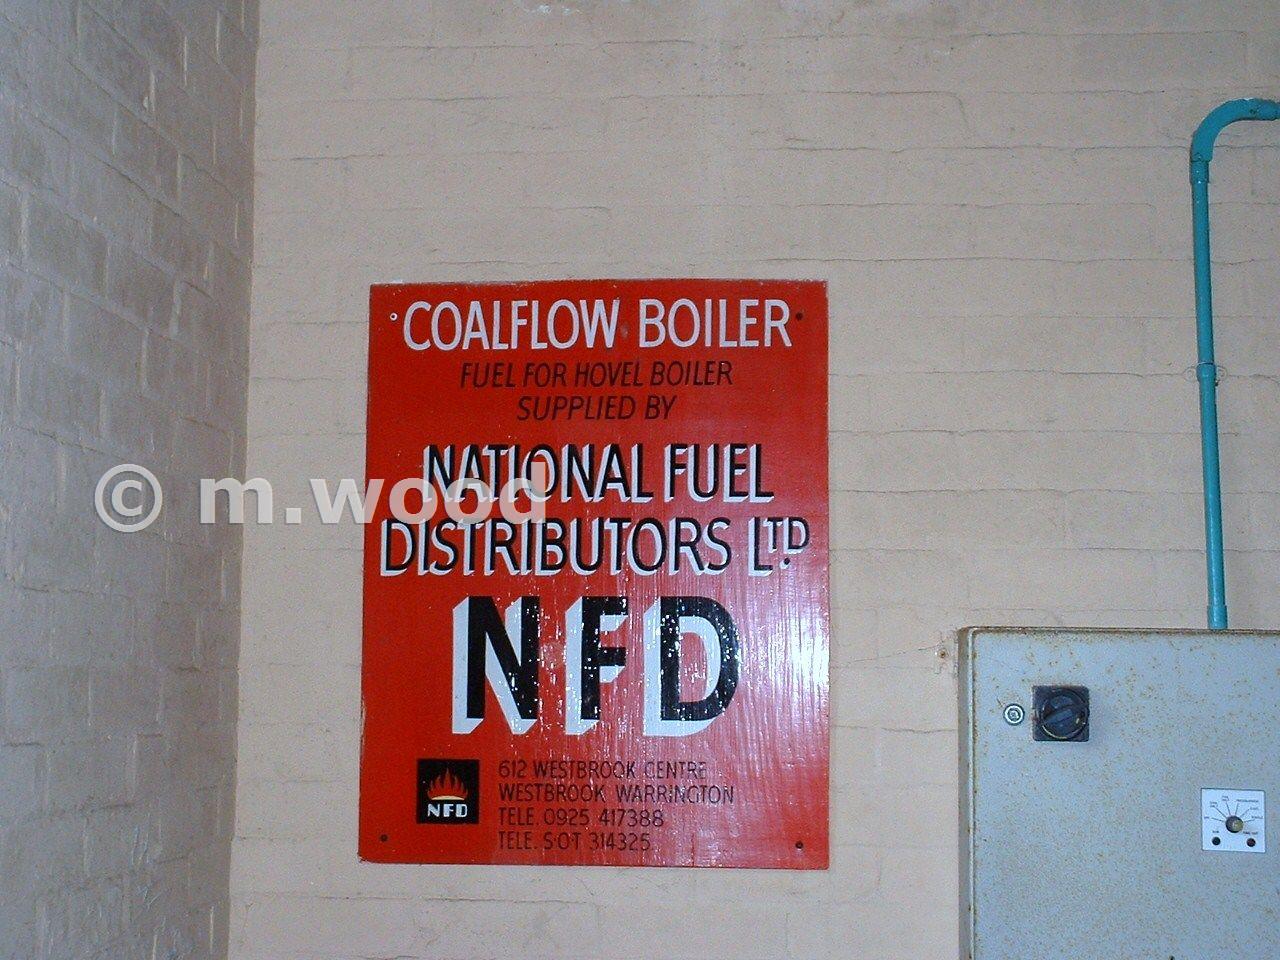 COALFLOW BOILER
FUEL FOR HOVEL BOILER
SUPPLIED BY
NATIONAL FUEL
DISTRIBUTORS LTD.
NFD
612 WESTBROOK CENTRE
WESTBROOK WARRINGTON
TELE. 0925 417388
TELE. S·O·T 314325
NFD
© m.wood